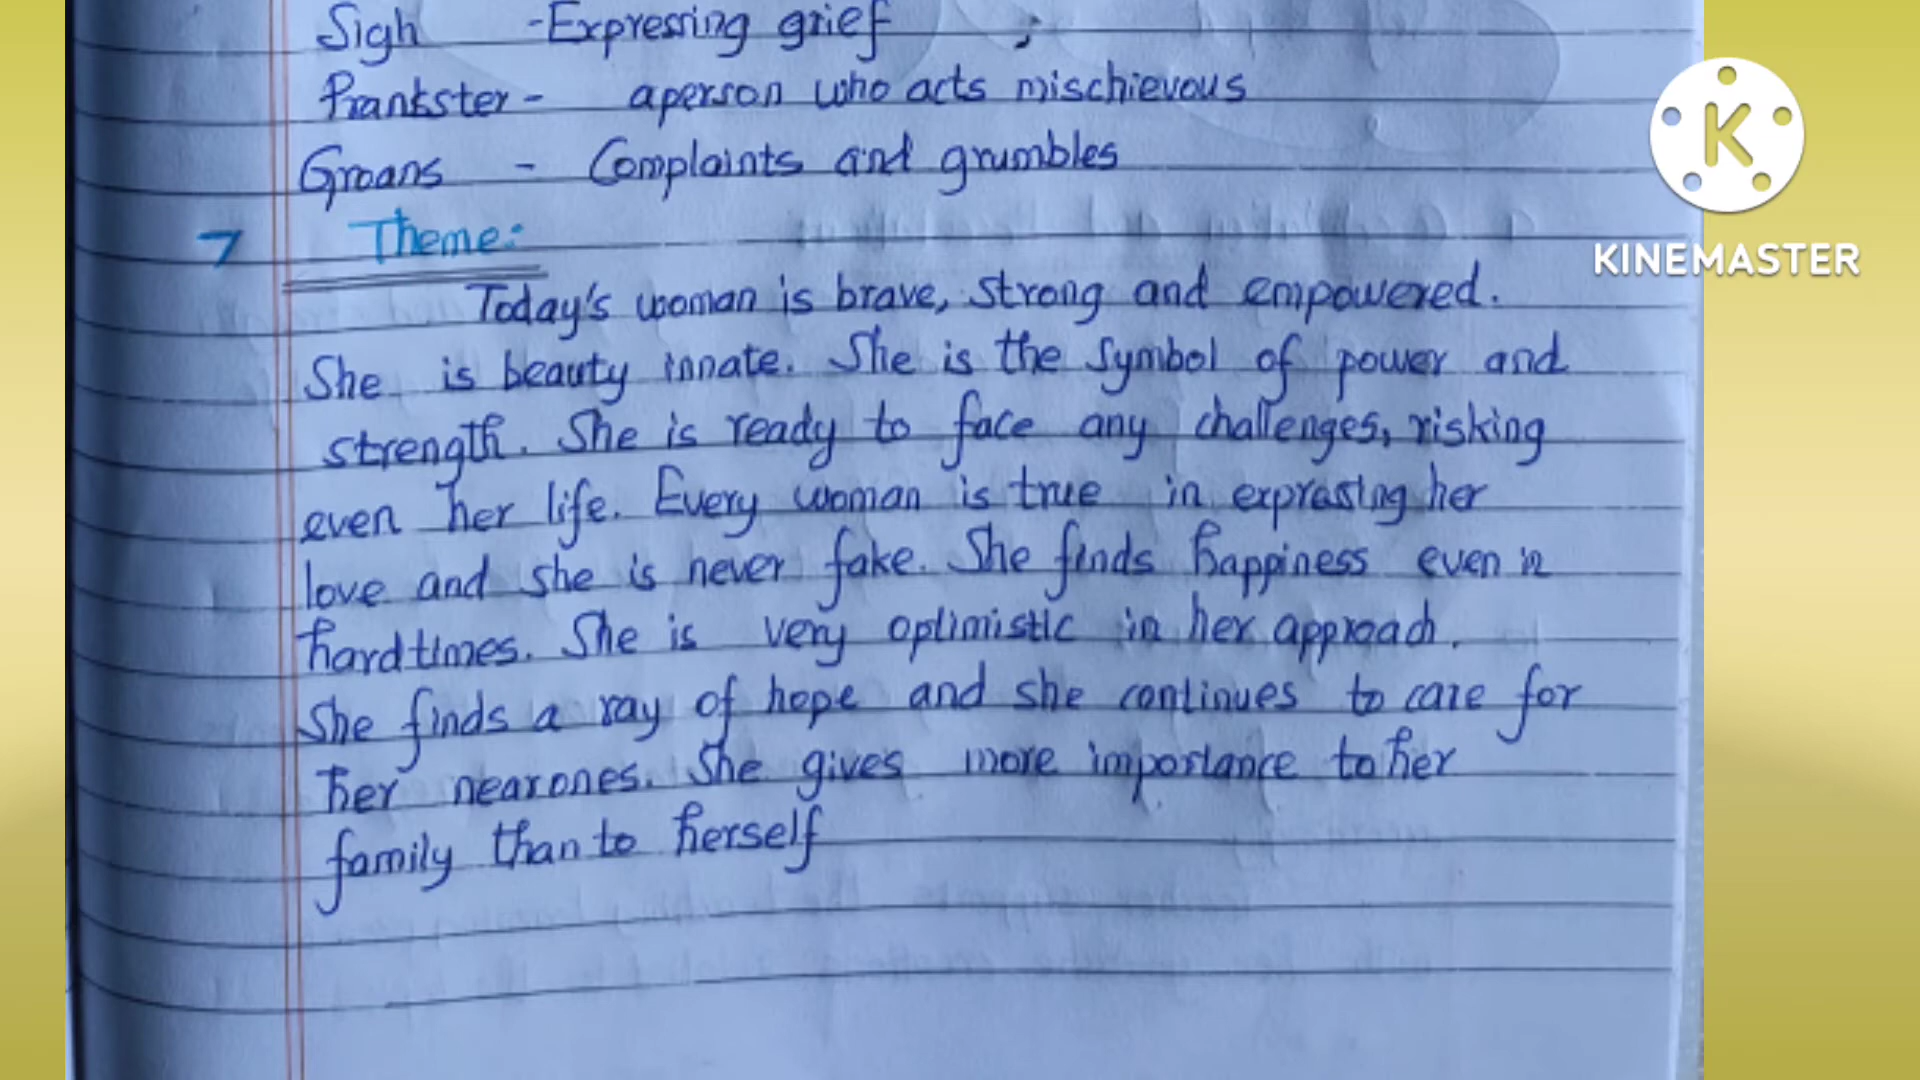 Sigh -Expressing grief
Prankster - aperson who acts mischievous
Groans - Complaints and grumbles
7 Theme:
Today's woman is brave, strong and empowered.
She is beauty innate. She is the symbol of power and
strength. She is ready to face any challenges, risking
even her life. Every woman is true in exprasing her
love and she is never fake. She finds happiness even in
hardtimes. She is very optimistic in her approach.
She finds a ray of hope and she continues to care for
her nearones. She gives more importance to her
family than to herself
K
KINEMASTER